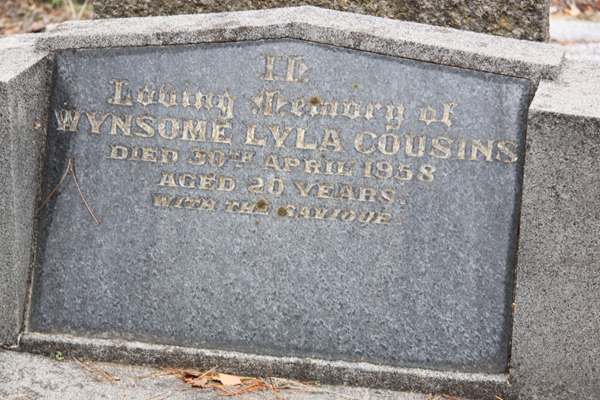 In
Loving Memory of
WYNSOME LYLA COUSINS
DIED 30TH APRIL 1958
AGED 20 YEARS.
WITH THE SAVIOUR.